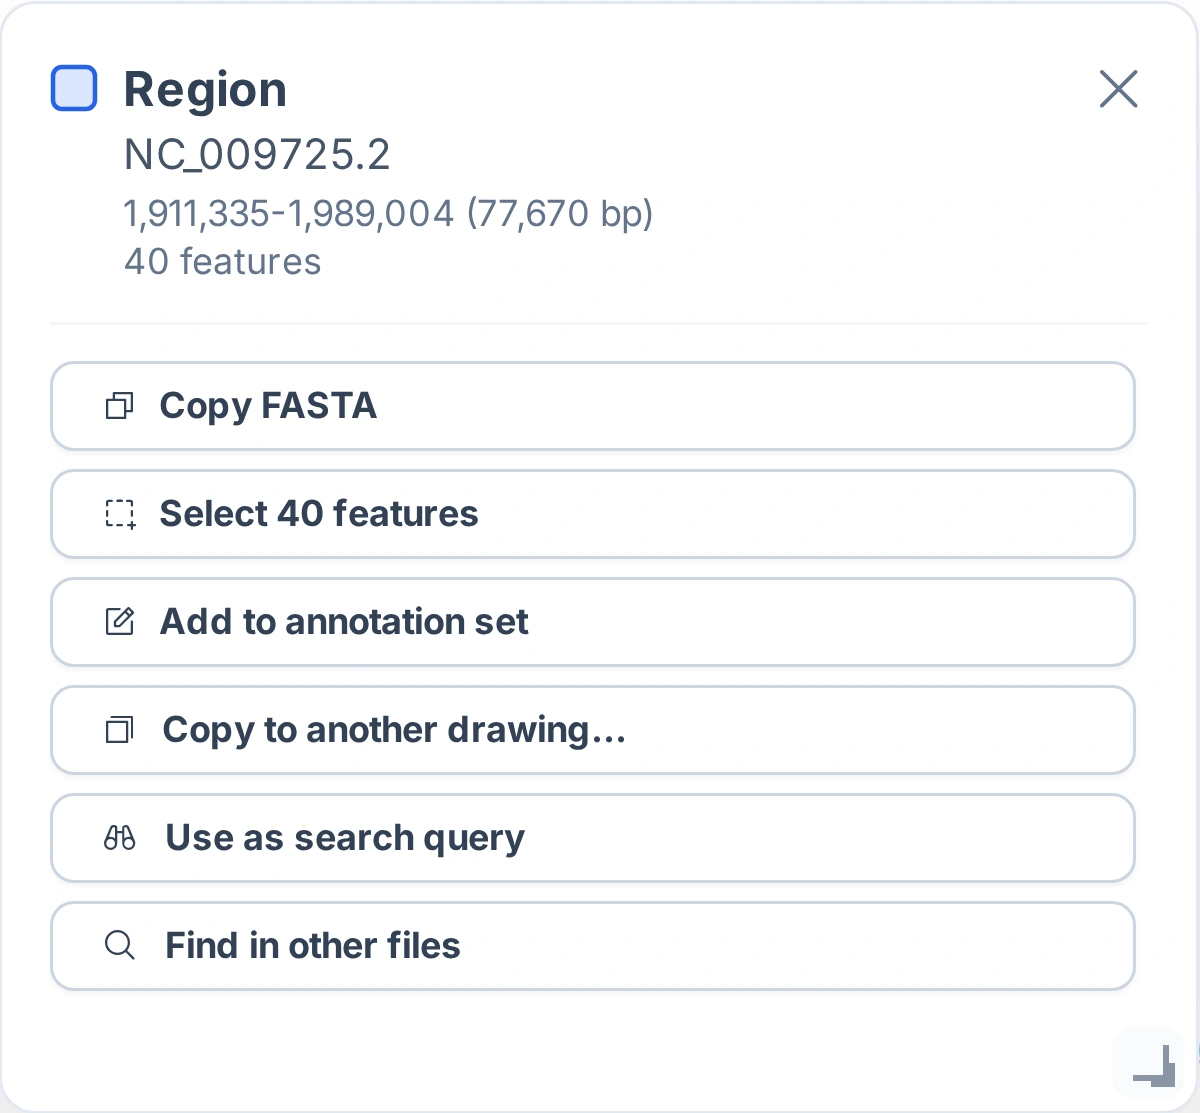 Region
NC_009725.2
1,911,335-1,989,004 (77,670 bp)
40 features
Copy FASTA
Select 40 features
Add to annotation set
Copy to another drawing...
Use as search query
Find in other files